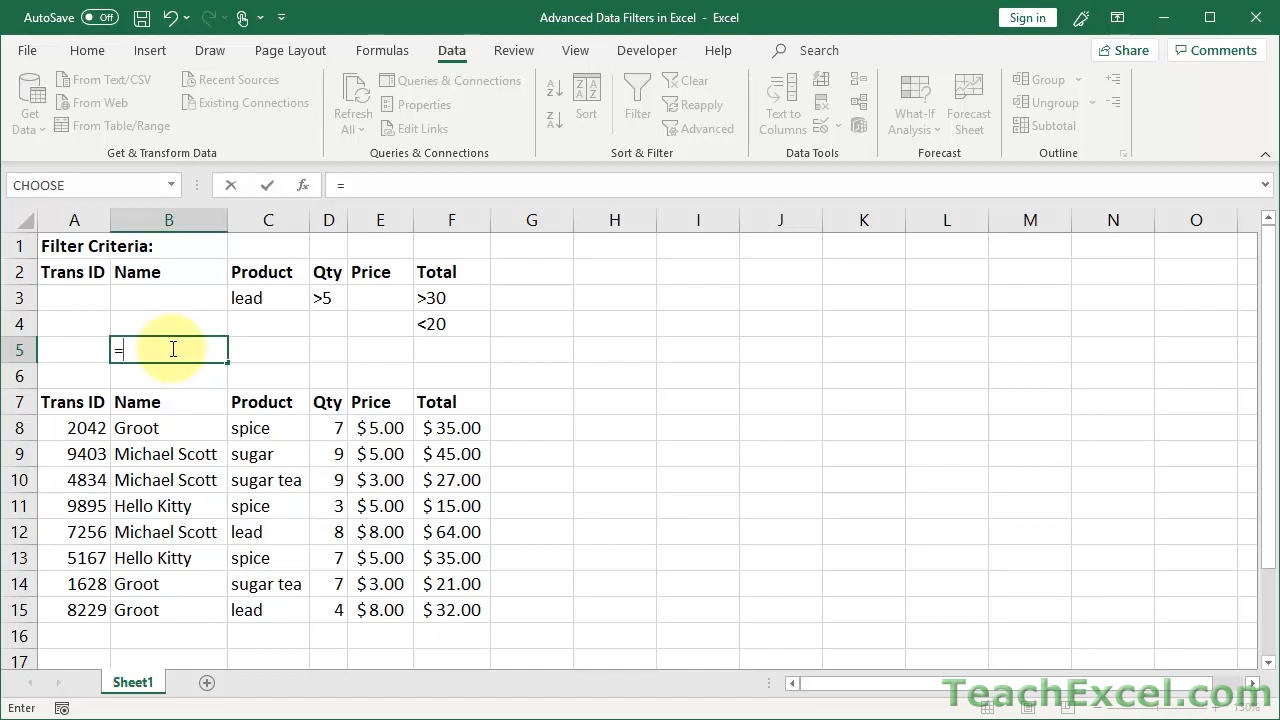 AutoSave Off Advanced Data Filters in Excel - Excel Sign in
File Home Insert Draw Page Layout Formulas Data Review View Developer Help Search Share Comments
Get Data From Text/CSV From Web From Table/Range Recent Sources Existing Connections
Get & Transform Data
Refresh All Queries & Connections Properties Edit Links
Queries & Connections
Sort Filter Clear Reapply Advanced
Sort & Filter
Text to Columns
Data Tools
What-If Analysis Forecast Sheet
Forecast
Group Ungroup Subtotal
Outline
CHOOSE fx =
A B C D E F G H I J K L M N O
1 Filter Criteria:
2 Trans ID Name Product Qty Price Total
3 lead >5 >30
4 <20
5 =
6
7 Trans ID Name Product Qty Price Total
8 2042 Groot spice 7 $5.00 $35.00
9 9403 Michael Scott sugar 9 $5.00 $45.00
10 4834 Michael Scott sugar tea 9 $3.00 $27.00
11 9895 Hello Kitty spice 3 $5.00 $15.00
12 7256 Michael Scott lead 8 $8.00 $64.00
13 5167 Hello Kitty spice 7 $5.00 $35.00
14 1628 Groot sugar tea 7 $3.00 $21.00
15 8229 Groot lead 4 $8.00 $32.00
16
17
Sheet1
TeachExcel.com
Enter